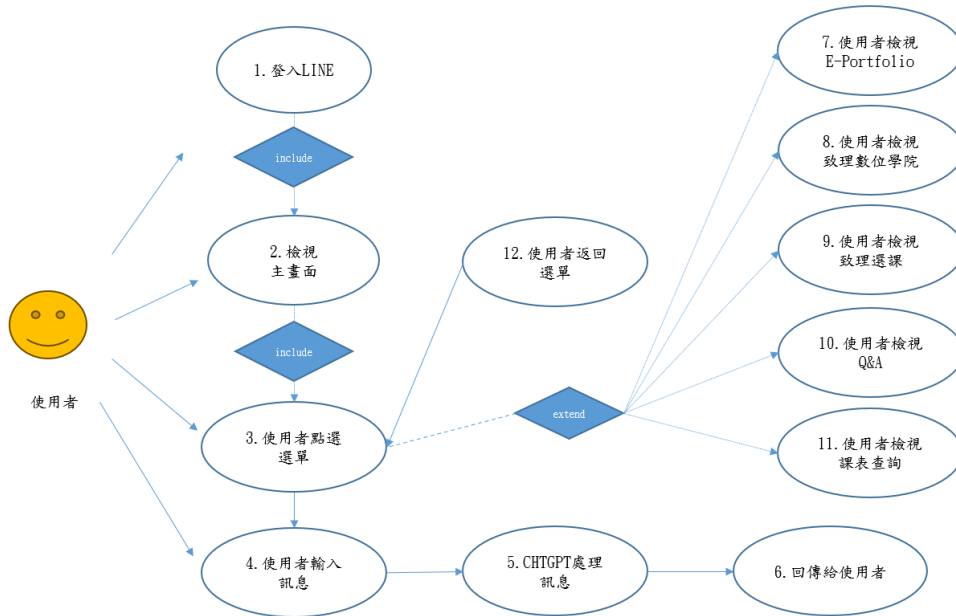 1.登入LINE
include
2.檢視
主畫面
include
3.使用者點選
選單
4.使用者輸入
訊息
使用者
12.使用者返回
選單
extend
5.CHTGPT處理
訊息
6.回傳給使用者
7.使用者檢視
E-Portfolio
8.使用者檢視
致理數位學院
9.使用者檢視
致理選課
10.使用者檢視
Q&A
11.使用者檢視
課表查詢